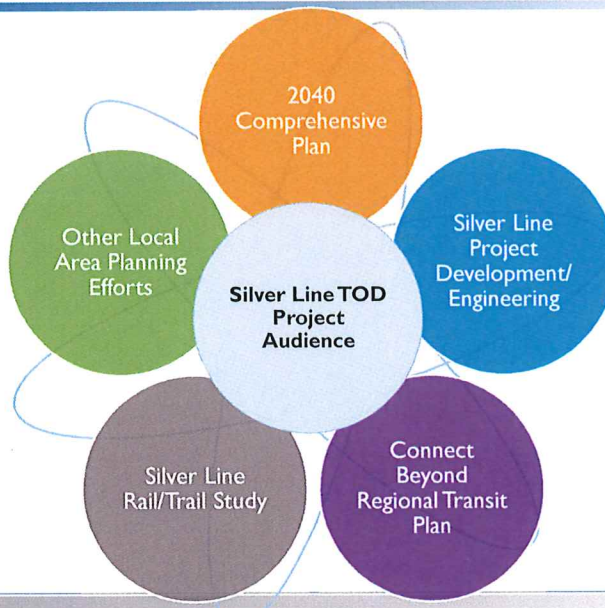 2040
Comprehensive
Plan
Other Local
Area Planning
Efforts
Silver Line
Project
Development/
Engineering
Silver Line TOD
Project
Audience
Silver Line
Rail/Trail Study
Connect
Beyond
Regional Transit
Plan